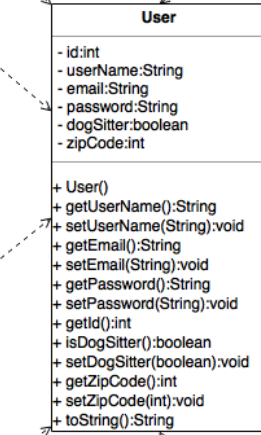 User
- id:int
- userName:String
- email:String
- password:String
- dogSitter:boolean
- zipCode:int
+ User()
+ getUserName():String
+ setUserName(String):void
+ getEmail():String
+ setEmail(String):void
+ getPassword():String
+ setPassword(String):void
+ getId():int
+ isDogSitter():boolean
+ setDogSitter(boolean):void
+ getZipCode():int
+ setZipCode(int):void
+ toString():String